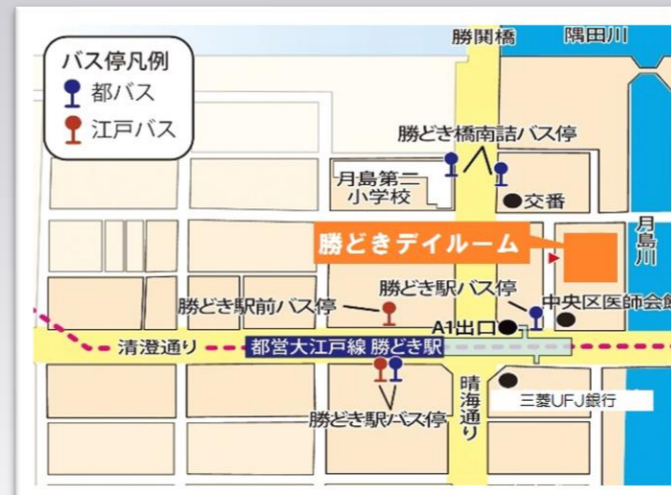 勝関橋
隅田川
バス停凡例
都バス
江戸バス
勝どき橋南詰バス停
月島第二
小学校
交番
月島川
勝どきデイルーム
勝どき駅バス停
勝どき駅前バス停
中央区医師会館
A1出口
清澄通り
都営大江戸線 勝どき駅
晴海通り
三菱UFJ銀行
勝どき駅バス停